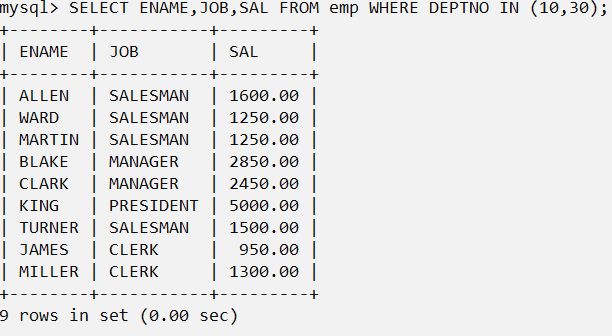 mysql> SELECT ENAME,JOB,SAL FROM emp WHERE DEPTNO IN (10,30);
+--------+-----------+---------+
| ENAME  | JOB       | SAL     |
+--------+-----------+---------+
| ALLEN  | SALESMAN  | 1600.00 |
| WARD   | SALESMAN  | 1250.00 |
| MARTIN | SALESMAN  | 1250.00 |
| BLAKE  | MANAGER   | 2850.00 |
| CLARK  | MANAGER   | 2450.00 |
| KING   | PRESIDENT | 5000.00 |
| TURNER | SALESMAN  | 1500.00 |
| JAMES  | CLERK     |  950.00 |
| MILLER | CLERK     | 1300.00 |
+--------+-----------+---------+
9 rows in set (0.00 sec)